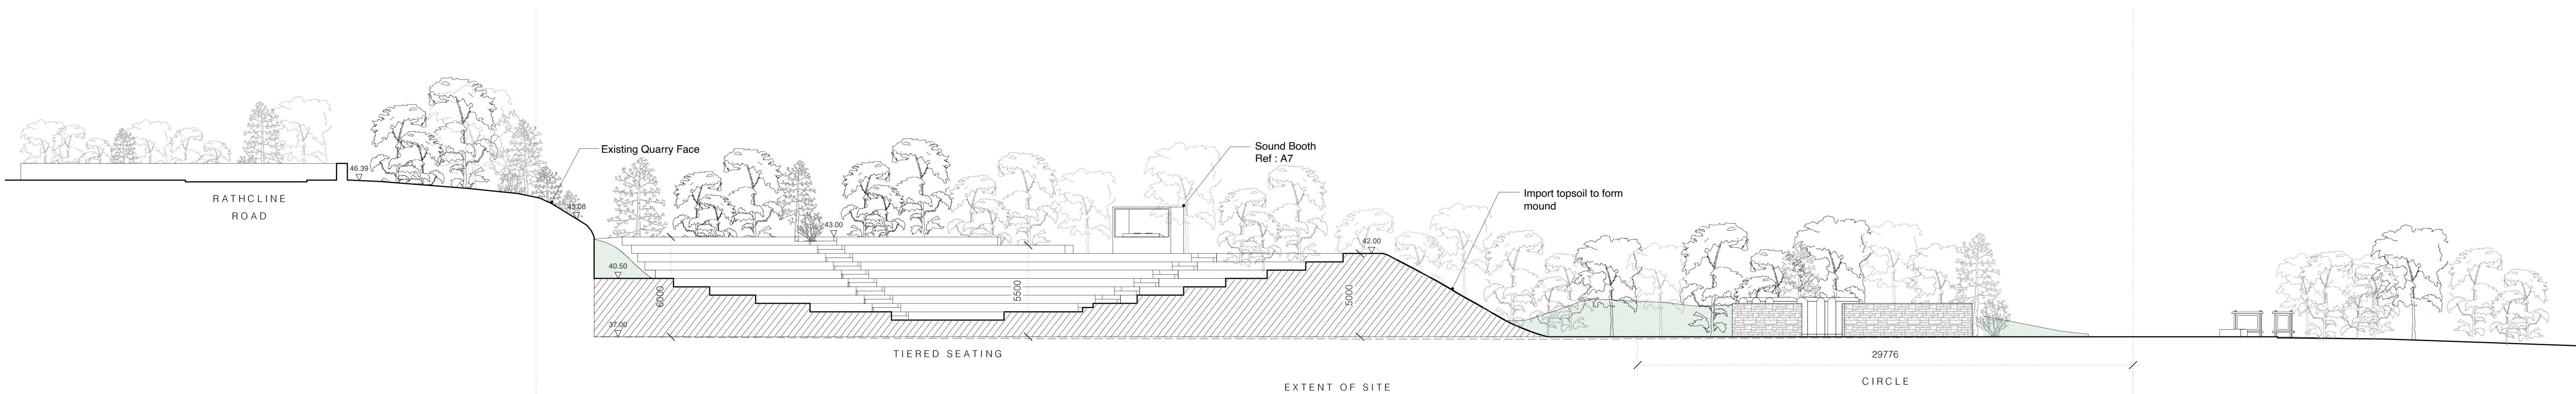 46.39
RATHCLINE
ROAD
Existing Quarry Face
43.08
40.50
37.00
6000
43.00
5500
TIERED SEATING
Sound Booth
Ref : A7
42.00
5000
Import topsoil to form
mound
EXTENT OF SITE
29776
CIRCLE